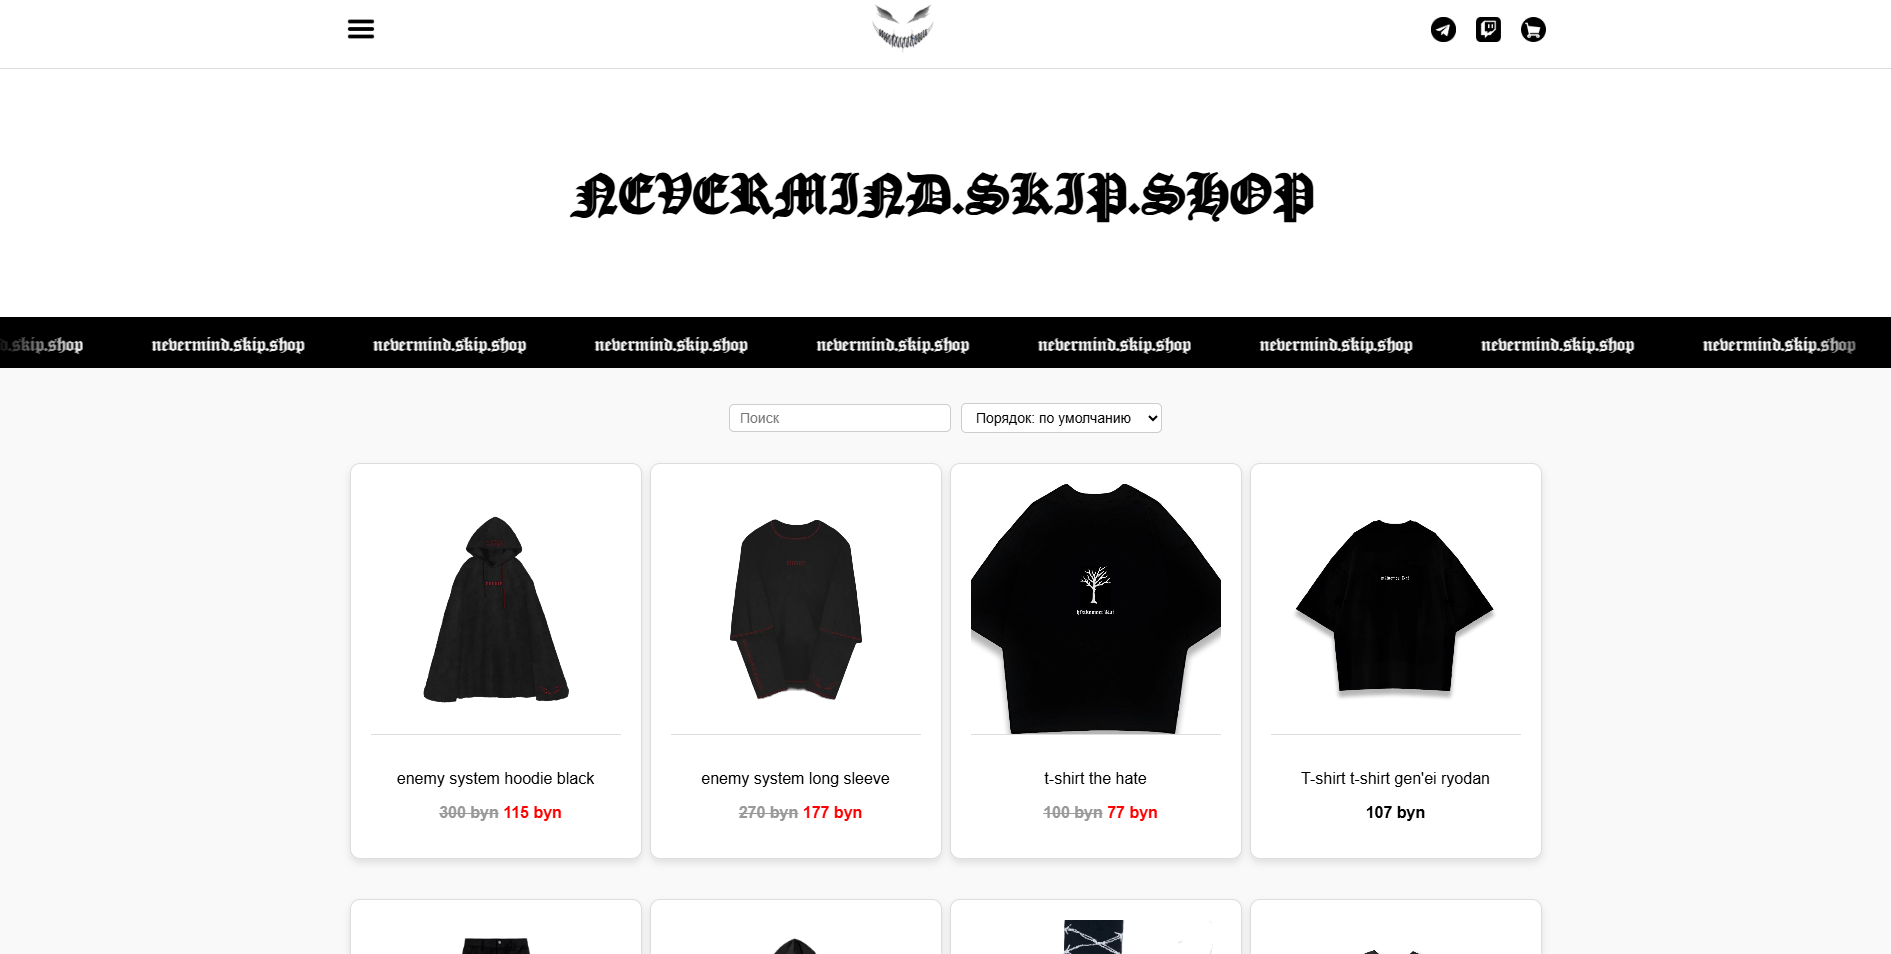 NEVERMIND.SKIP.SHOP
d.skip.shop nevermind.skip.shop nevermind.skip.shop nevermind.skip.shop nevermind.skip.shop nevermind.skip.shop nevermind.skip.shop nevermind.skip.shop nevermind.skip.shop
Поиск Порядок: по умолчанию
enemy system hoodie black
300 byn 115 byn
enemy system long sleeve
270 byn 177 byn
t-shirt the hate
100 byn 77 byn
T-shirt t-shirt gen'ei ryodan
107 byn